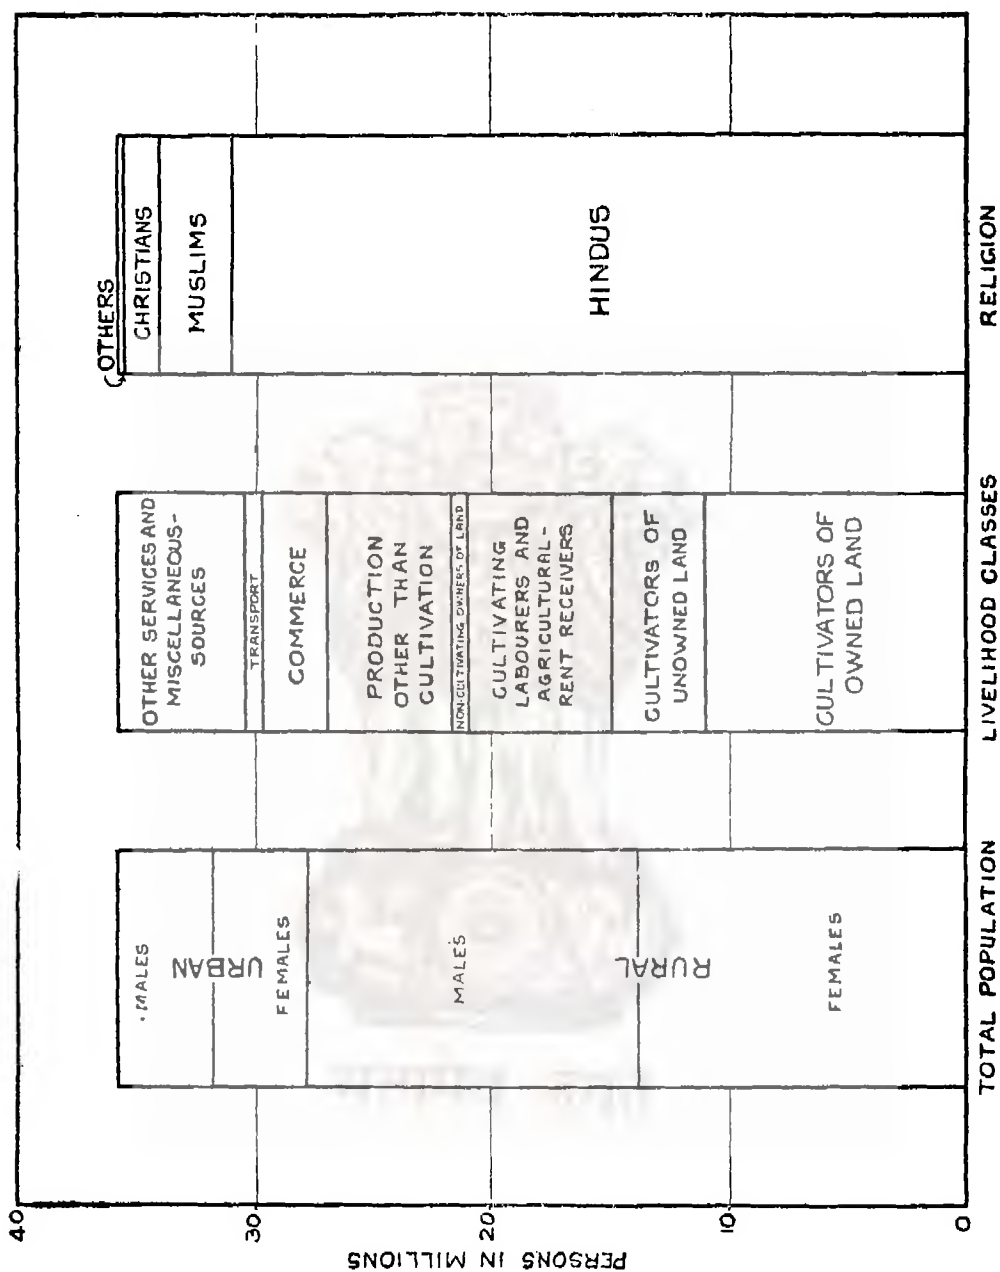 PERSONS IN MILLIONS
40
30
20
10
0
MALES
URBAN
FEMALES
MALES
RURAL
FEMALES
TOTAL POPULATION
OTHER SERVICES AND
MISCELLANEOUS-
SOURCES
TRANSPORT
COMMERCE
PRODUCTION
OTHER THAN
CULTIVATION
NON-CULTIVATING OWNERS OF LAND
CULTIVATING
LABOURERS AND
AGRICULTURAL-
RENT RECEIVERS
CULTIVATORS OF
UNOWNED LAND
CULTIVATORS OF
OWNED LAND
LIVELIHOOD CLASSES
OTHERS
CHRISTIANS
MUSLIMS
HINDUS
RELIGION